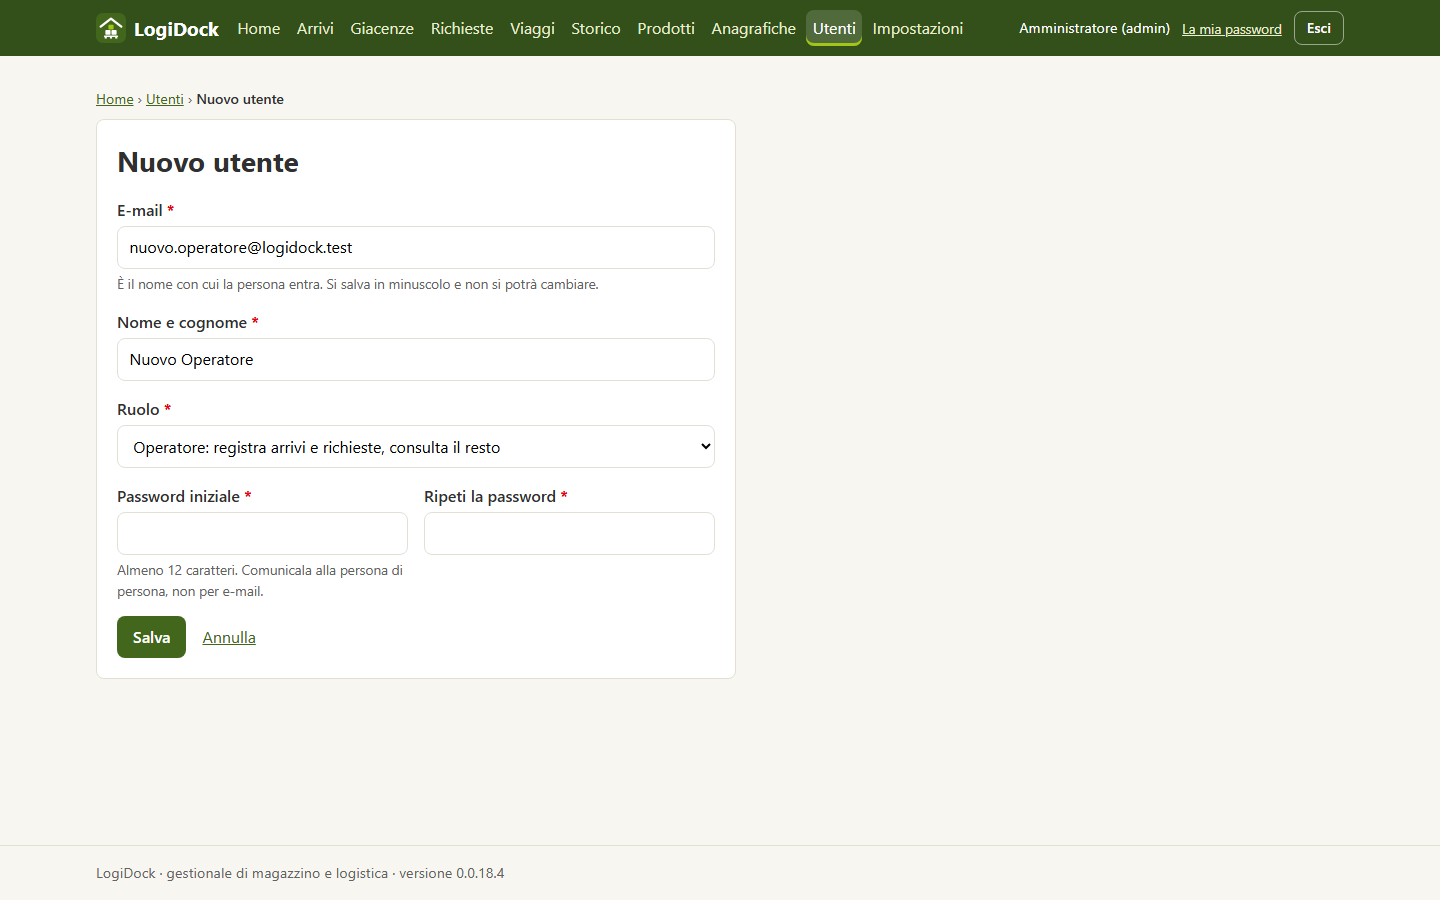 LogiDock Home Arrivi Giacenze Richieste Viaggi Storico Prodotti Anagrafiche Utenti Impostazioni Amministratore (admin) La mia password Esci
Home › Utenti › Nuovo utente
Nuovo utente
E-mail *
nuovo.operatore@logidock.test
È il nome con cui la persona entra. Si salva in minuscolo e non si potrà cambiare.
Nome e cognome *
Nuovo Operatore
Ruolo *
Operatore: registra arrivi e richieste, consulta il resto
Password iniziale * Ripeti la password *
Almeno 12 caratteri. Comunicala alla persona di
persona, non per e-mail.
Salva Annulla
LogiDock · gestionale di magazzino e logistica · versione 0.0.18.4